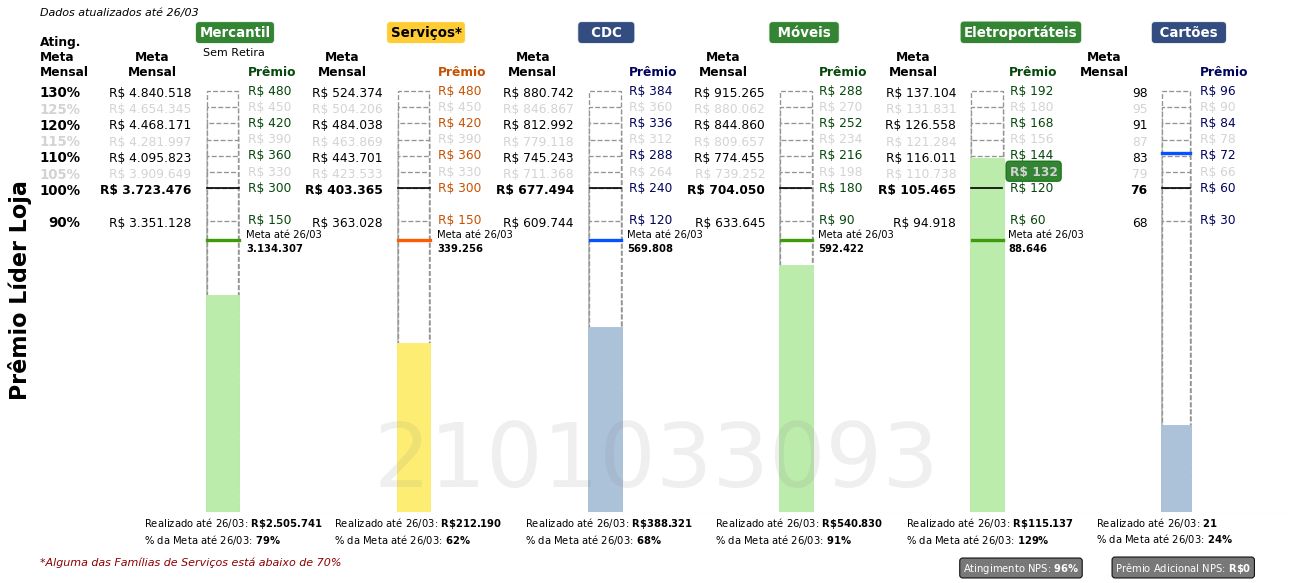 Dados atualizados até 26/03
Mercantil Serviços* CDC Móveis Eletroportáteis Cartões
Sem Retira
Ating. Meta Mensal Meta Mensal Prêmio Meta Mensal Prêmio Meta Mensal Prêmio Meta Mensal Prêmio Meta Mensal Prêmio Meta Mensal Prêmio
130% R$ 4.840.518 R$ 480 R$ 524.374 R$ 480 R$ 880.742 R$ 384 R$ 915.265 R$ 288 R$ 137.104 R$ 192 98 R$ 96
125% R$ 4.654.345 R$ 450 R$ 504.206 R$ 450 R$ 846.867 R$ 360 R$ 880.062 R$ 270 R$ 131.831 R$ 180 95 R$ 90
120% R$ 4.468.171 R$ 420 R$ 484.038 R$ 420 R$ 812.992 R$ 336 R$ 844.860 R$ 252 R$ 126.558 R$ 168 91 R$ 84
115% R$ 4.281.997 R$ 390 R$ 463.869 R$ 390 R$ 779.118 R$ 312 R$ 809.657 R$ 234 R$ 121.284 R$ 156 87 R$ 78
110% R$ 4.095.823 R$ 360 R$ 443.701 R$ 360 R$ 745.243 R$ 288 R$ 774.455 R$ 216 R$ 116.011 R$ 144 83 R$ 72
105% R$ 3.909.649 R$ 330 R$ 423.533 R$ 330 R$ 711.368 R$ 264 R$ 739.252 R$ 198 R$ 110.738 R$ 132 79 R$ 66
100% R$ 3.723.476 R$ 300 R$ 403.365 R$ 300 R$ 677.494 R$ 240 R$ 704.050 R$ 180 R$ 105.465 R$ 120 76 R$ 60
90% R$ 3.351.128 R$ 150 R$ 363.028 R$ 150 R$ 609.744 R$ 120 R$ 633.645 R$ 90 R$ 94.918 R$ 60 68 R$ 30
Meta até 26/03 Meta até 26/03 Meta até 26/03 Meta até 26/03 Meta até 26/03
3.134.307 339.256 569.808 592.422 88.646
Prêmio Líder Loja
2101033093
Realizado até 26/03: R$2.505.741 Realizado até 26/03: R$212.190 Realizado até 26/03: R$388.321 Realizado até 26/03: R$540.830 Realizado até 26/03: R$115.137 Realizado até 26/03: 21
% da Meta até 26/03: 79% % da Meta até 26/03: 62% % da Meta até 26/03: 68% % da Meta até 26/03: 91% % da Meta até 26/03: 129% % da Meta até 26/03: 24%
*Alguma das Famílias de Serviços está abaixo de 70% Atingimento NPS: 96% Prêmio Adicional NPS: R$0